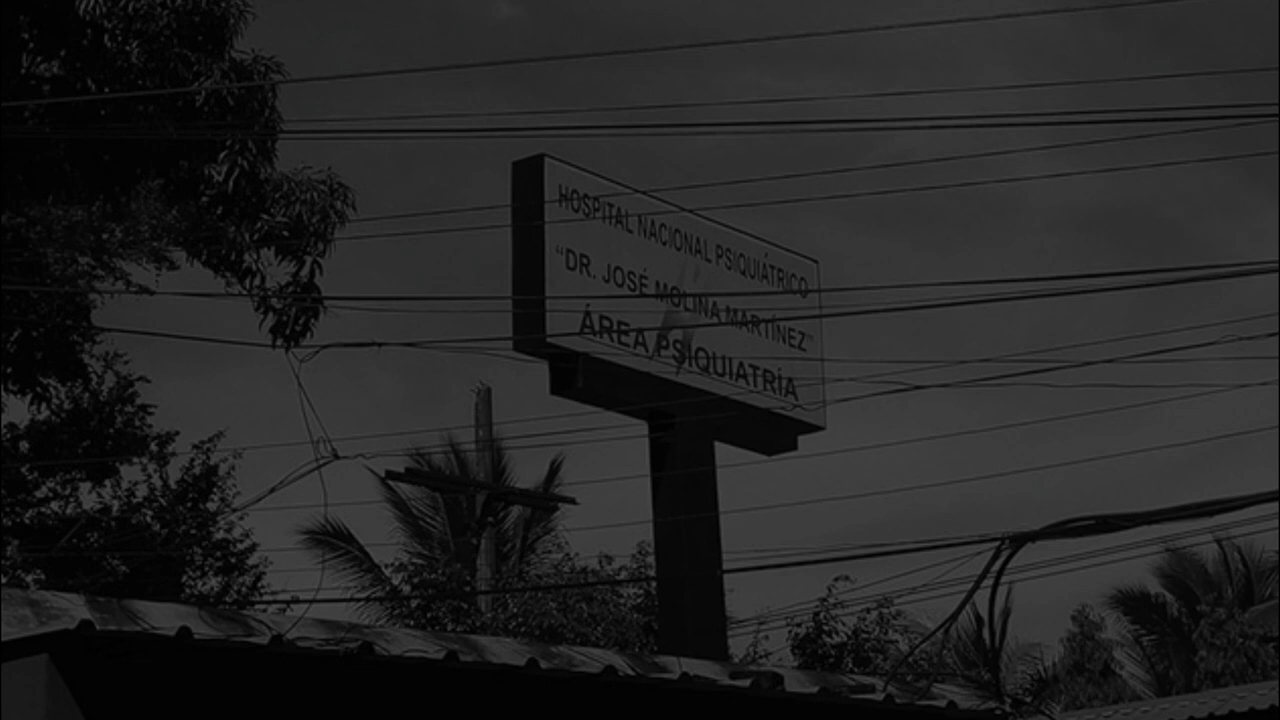 HOSPITAL NACIONAL PSIQUIÁTRICO
“DR. JOSÉ MOLINA MARTÍNEZ”
ÁREA PSIQUIATRÍA